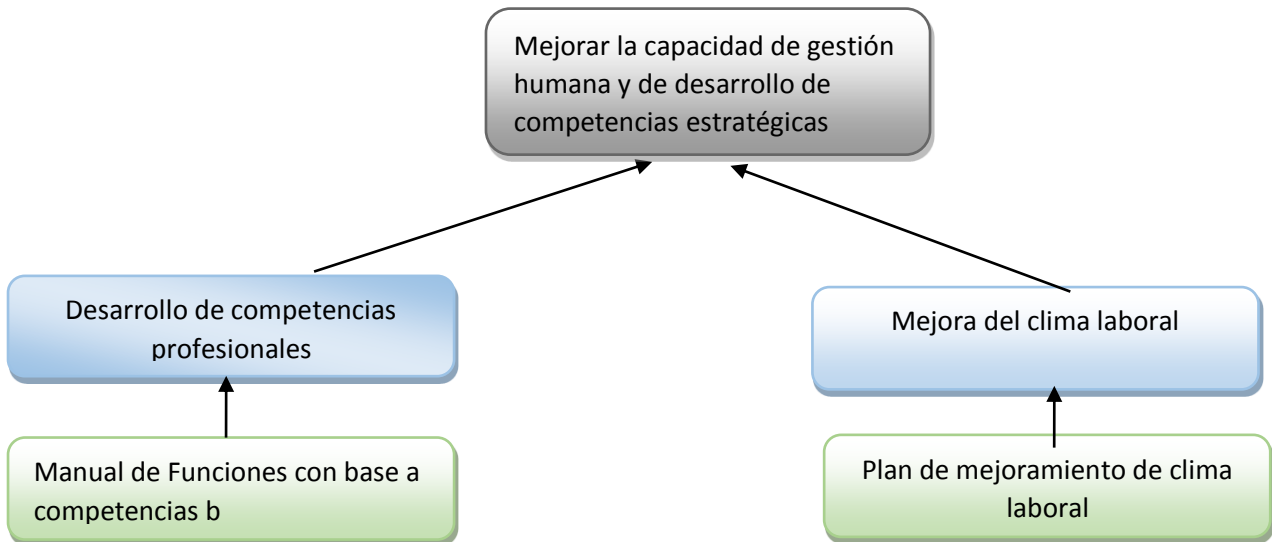 Mejorar la capacidad de gestión
humana y de desarrollo de
competencias estratégicas
Desarrollo de competencias
profesionales
Mejora del clima laboral
Manual de Funciones con base a
competencias b
Plan de mejoramiento de clima
laboral